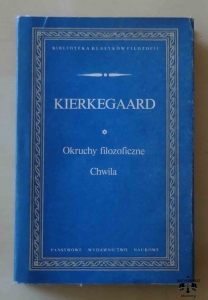 BIBLIOTEKA KLASYKÓW FILOZOFII
KIERKEGAARD
Okruchy filozoficzne
Chwila
PAŃSTWOWE WYDAWNICTWO NAUKOWE